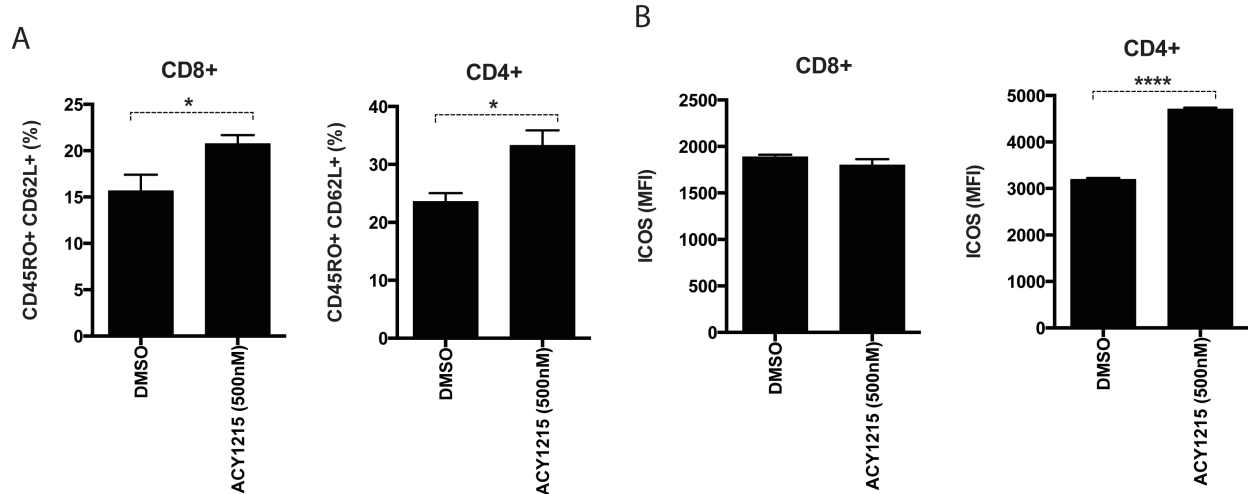 A
CD8+
*
CD45RO+ CD62L+ (%)
25
20
15
10
5
0
DMSO
ACY1215 (500nM)
CD4+
*
CD45RO+ CD62L+ (%)
40
30
20
10
0
DMSO
ACY1215 (500nM)
B
CD8+
ICOS (MFI)
2500
2000
1500
1000
500
0
DMSO
ACY1215 (500nM)
CD4+
****
ICOS (MFI)
5000
4000
3000
2000
1000
0
DMSO
ACY1215 (500nM)